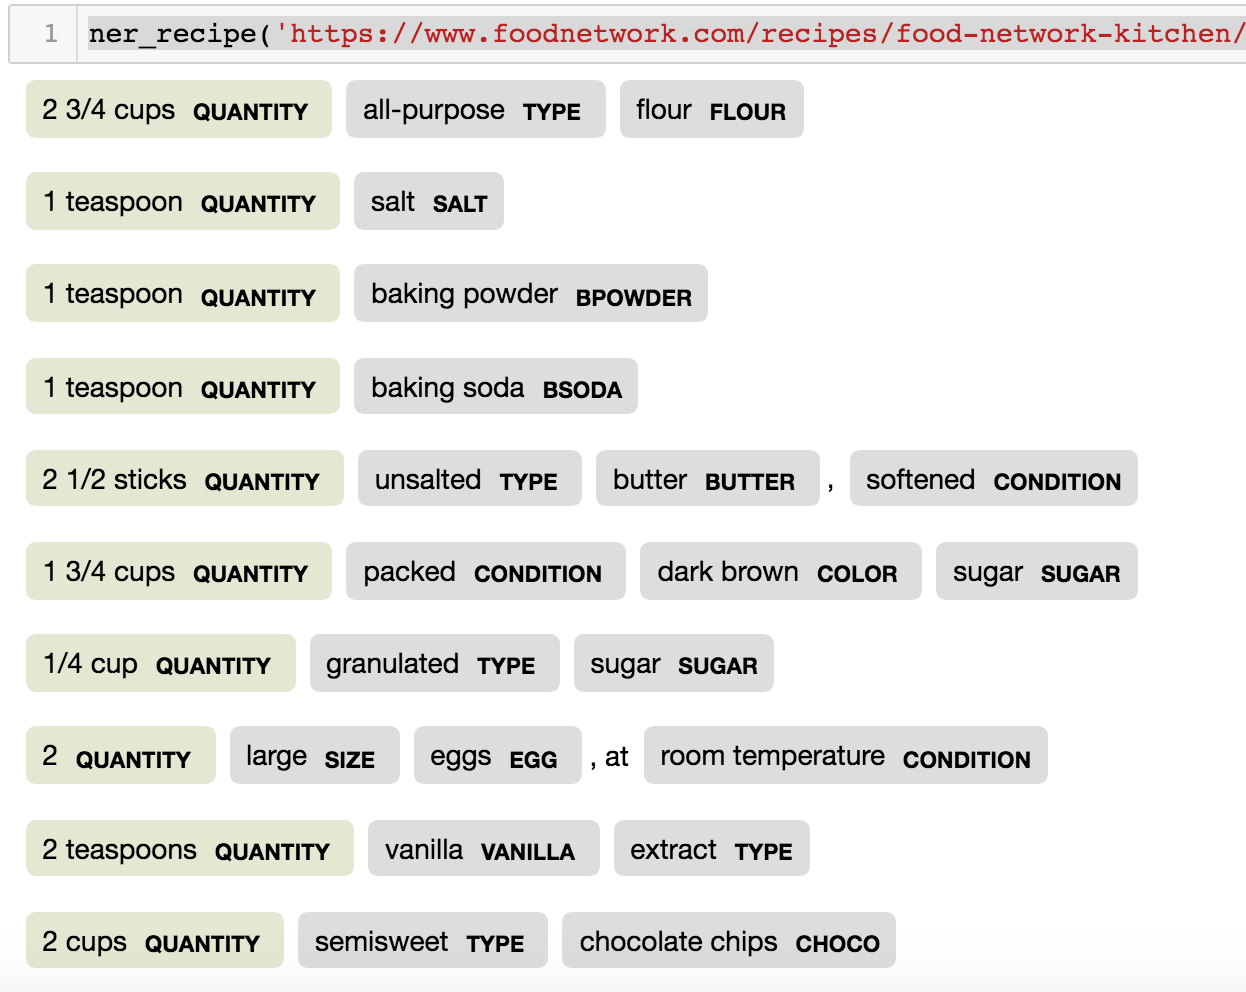 1 ner_recipe('https://www.foodnetwork.com/recipes/food-network-kitchen/
2 3/4 cups QUANTITY all-purpose TYPE flour FLOUR
1 teaspoon QUANTITY salt SALT
1 teaspoon QUANTITY baking powder BPOWDER
1 teaspoon QUANTITY baking soda BSODA
2 1/2 sticks QUANTITY unsalted TYPE butter BUTTER , softened CONDITION
1 3/4 cups QUANTITY packed CONDITION dark brown COLOR sugar SUGAR
1/4 cup QUANTITY granulated TYPE sugar SUGAR
2 QUANTITY large SIZE eggs EGG , at room temperature CONDITION
2 teaspoons QUANTITY vanilla VANILLA extract TYPE
2 cups QUANTITY semisweet TYPE chocolate chips CHOCO